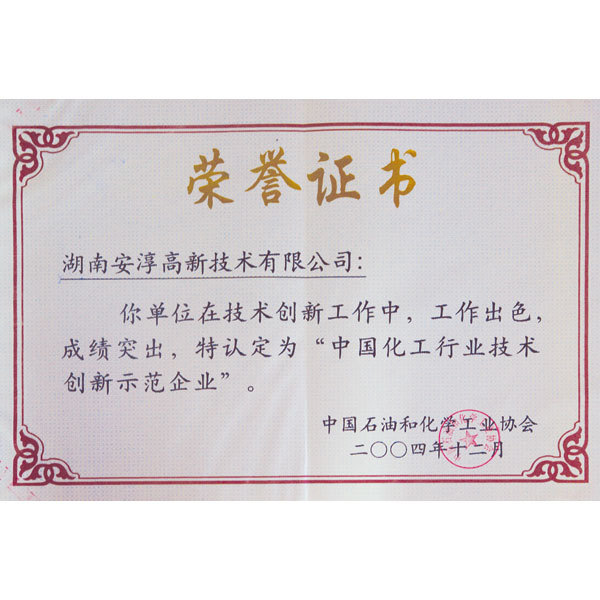 荣誉证书
湖南安淳高新技术有限公司：
你单位在技术创新工作中，工作出色，
成绩突出，特认定为“中国化工行业技术
创新示范企业”。
中国石油和化学工业协会
二〇〇四年十二月